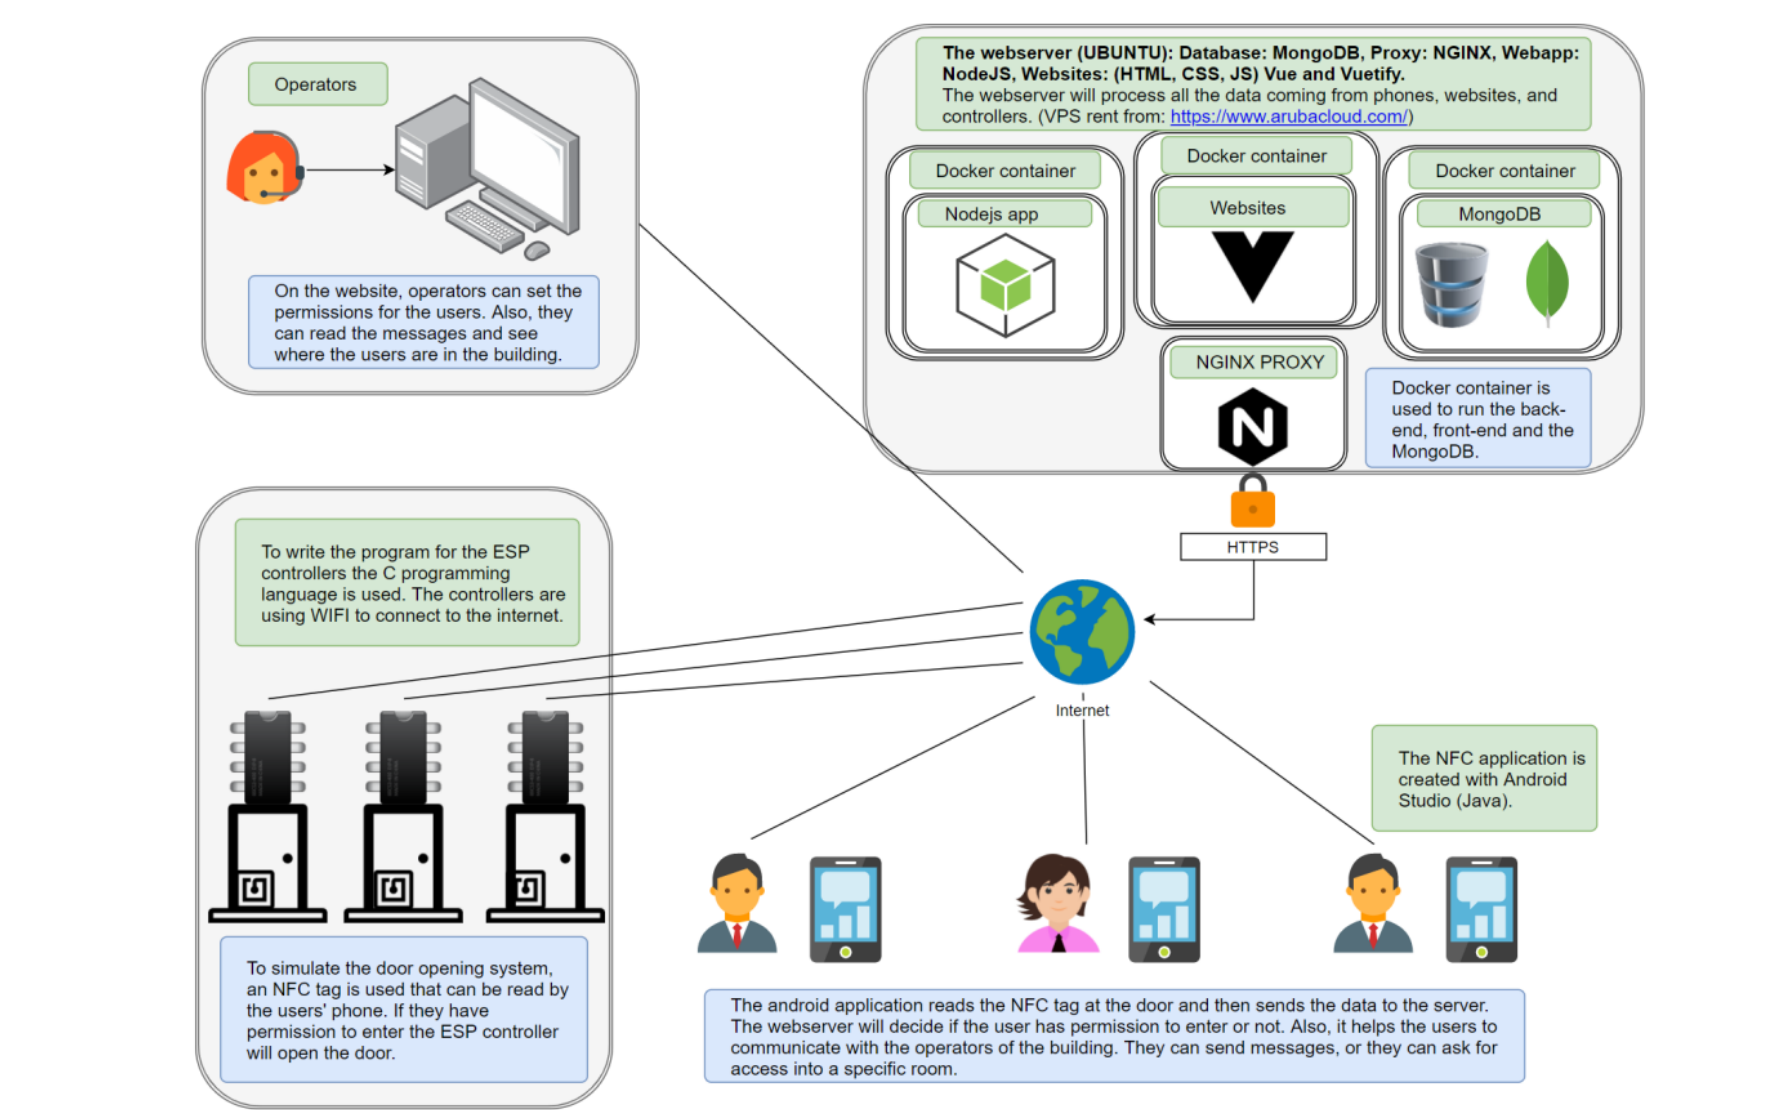 Operators
On the website, operators can set the
permissions for the users. Also, they
can read the messages and see
where the users are in the building.
The webserver (UBUNTU): Database: MongoDB, Proxy: NGINX, Webapp:
NodeJS, Websites: (HTML, CSS, JS) Vue and Vuetify.
The webserver will process all the data coming from phones, websites, and
controllers. (VPS rent from: https://www.arubacloud.com/)
Docker container
Nodejs app
Docker container
Websites
Docker container
MongoDB
NGINX PROXY
N
Docker container is
used to run the back-
end, front-end and the
MongoDB.
HTTPS
To write the program for the ESP
controllers the C programming
language is used. The controllers are
using WIFI to connect to the internet.
Internet
The NFC application is
created with Android
Studio (Java).
To simulate the door opening system,
an NFC tag is used that can be read by
the users' phone. If they have
permission to enter the ESP controller
will open the door.
The android application reads the NFC tag at the door and then sends the data to the server.
The webserver will decide if the user has permission to enter or not. Also, it helps the users to
communicate with the operators of the building. They can send messages, or they can ask for
access into a specific room.